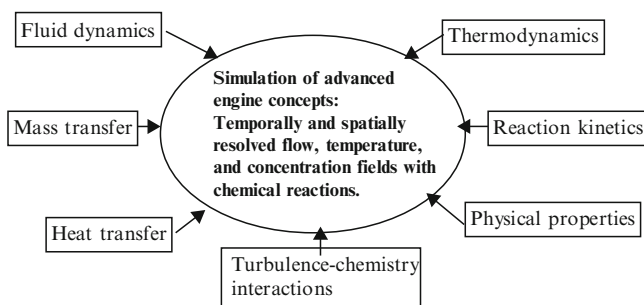 Fluid dynamics
Thermodynamics
Simulation of advanced
engine concepts:
Temporally and spatially
resolved flow, temperature,
and concentration fields with
chemical reactions.
Mass transfer
Reaction kinetics
Heat transfer
Physical properties
Turbulence-chemistry
interactions